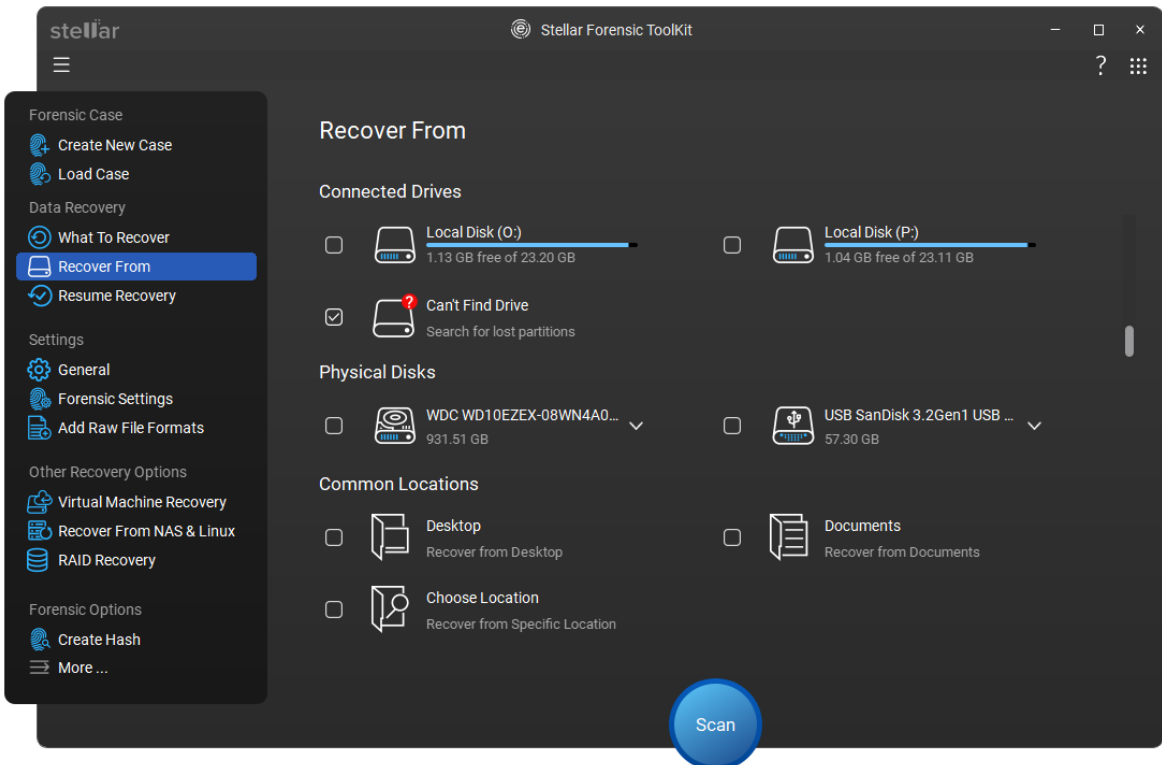 stellar
Stellar Forensic ToolKit
?
Forensic Case
Create New Case
Load Case
Data Recovery
What To Recover
Recover From
Resume Recovery
Settings
General
Forensic Settings
Add Raw File Formats
Other Recovery Options
Virtual Machine Recovery
Recover From NAS & Linux
RAID Recovery
Forensic Options
Create Hash
More ...
Recover From
Connected Drives
Local Disk (O:)
1.13 GB free of 23.20 GB
Local Disk (P:)
1.04 GB free of 23.11 GB
?
Can't Find Drive
Search for lost partitions
Physical Disks
WDC WD10EZEX-08WN4A0...
931.51 GB
USB SanDisk 3.2Gen1 USB ...
57.30 GB
Common Locations
Desktop
Recover from Desktop
Documents
Recover from Documents
Choose Location
Recover from Specific Location
Scan